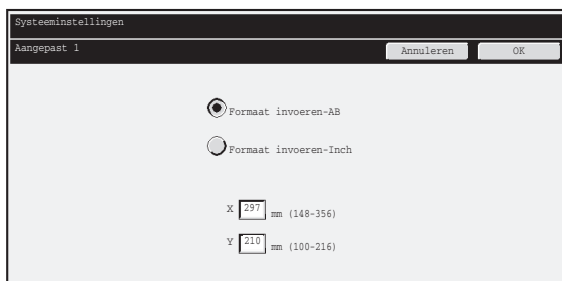 Systeeminstellingen
Aangepast 1 Annuleren OK
Formaat invoeren-AB
Formaat invoeren-Inch
X 297 mm (148-356)
Y 210 mm (100-216)